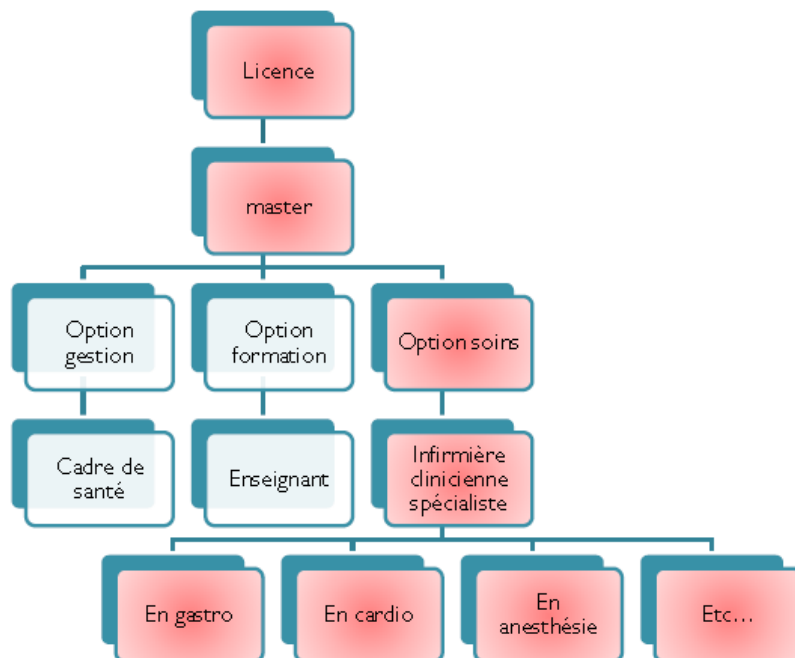 Licence
master
Option
gestion
Option
formation
Option soins
Cadre de
santé
Enseignant
Infirmière
clinicienne
spécialiste
En gastro
En cardio
En
anesthésie
Etc...